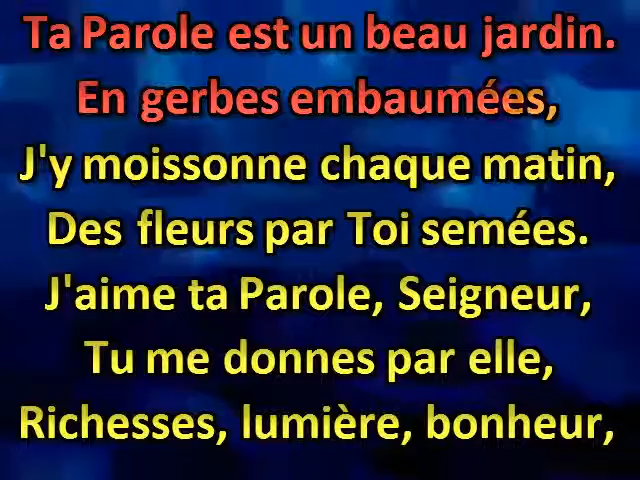 Ta Parole est un beau jardin.
En gerbes embaumées,
J'y moissonne chaque matin,
Des fleurs par Toi semées.
J'aime ta Parole, Seigneur,
Tu me donnes par elle,
Richesses, lumière, bonheur,